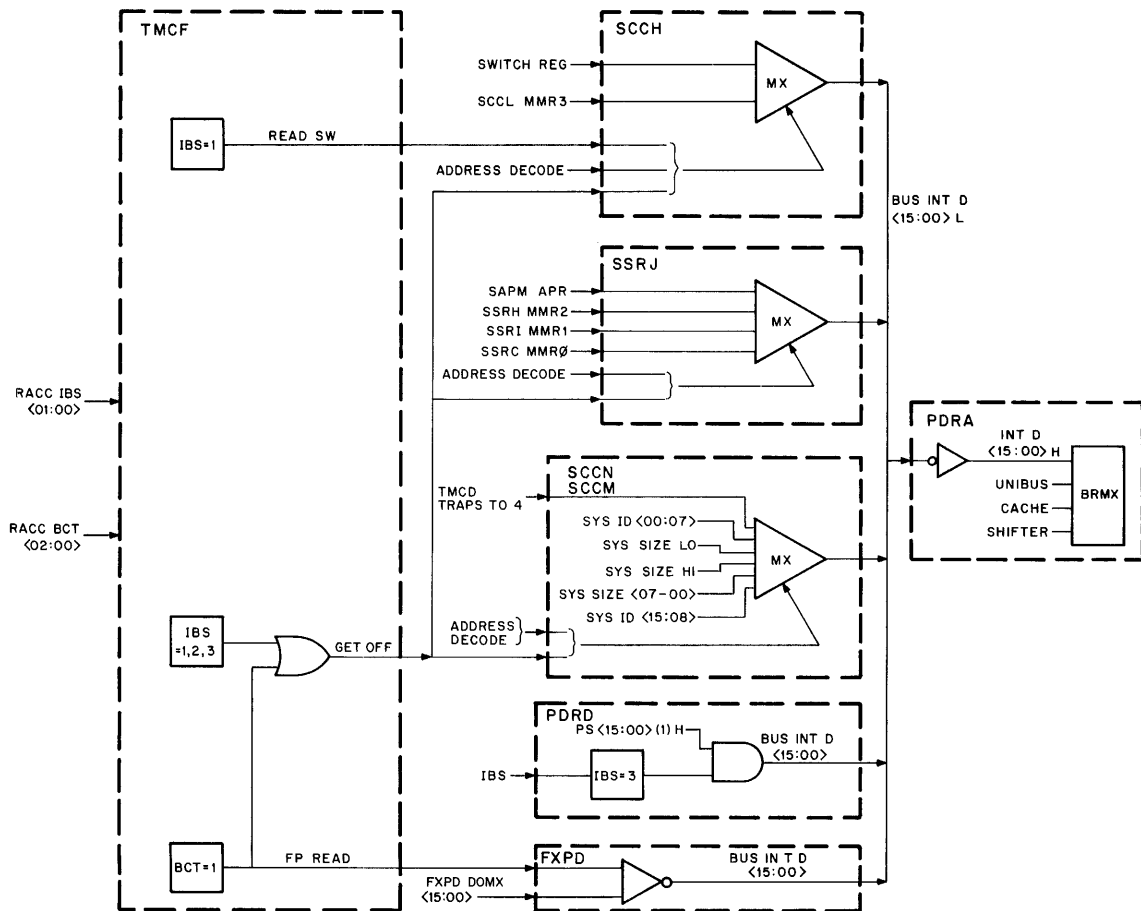 TMCF
IBS=1
READ SW
RACC IBS
<01:00>
RACC BCT
<02:00>
IBS
=1,2,3
GET OFF
BCT=1
FP READ
SCCH
SWITCH REG
SCCL MMR3
ADDRESS DECODE
MX
BUS INT D
<15:00> L
SSRJ
SAPM APR
SSRH MMR2
SSRI MMR1
SSRC MMRØ
ADDRESS DECODE
MX
SCCN
SCCM
TMCD
TRAPS TO 4
SYS ID <00:07>
SYS SIZE LO
SYS SIZE HI
SYS SIZE <07-00>
SYS ID <15:08>
ADDRESS
DECODE
MX
PDRA
INT D
<15:00> H
UNIBUS
CACHE
SHIFTER
BRMX
PDRD
PS <15:00> (1) H
IBS
IBS=3
BUS INT D
<15:00>
FXPD
FXPD DOMX
<15:00>
BUS IN T D
<15:00>